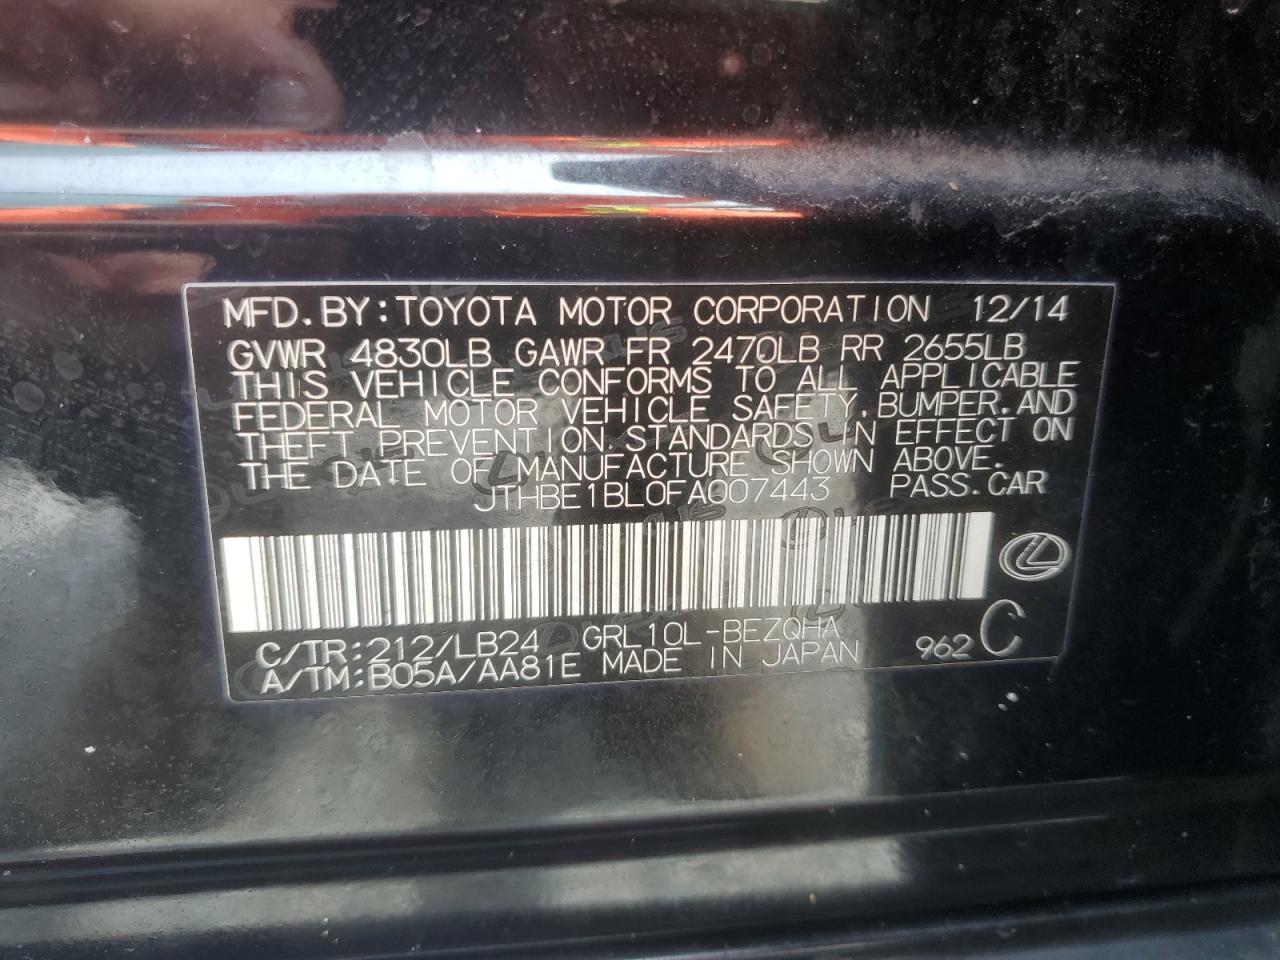 MFD. BY: TOYOTA MOTOR CORPORATION 12/14
GVWR 4830LB GAWR FR 2470LB RR 2655LB
THIS VEHICLE CONFORMS TO ALL APPLICABLE
FEDERAL MOTOR VEHICLE SAFETY, BUMPER, AND
THEFT PREVENTION STANDARDS IN EFFECT ON
THE DATE OF MANUFACTURE SHOWN ABOVE.
JTHBE1BL0FA007443 PASS. CAR
C/TR: 212/LB24 GRL10L-BEZQHA
A/TM: B05A/AA81E MADE IN JAPAN 962 C